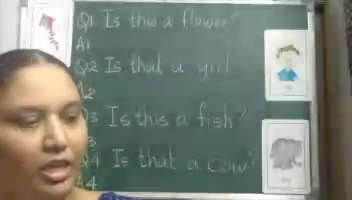 Q1 Is this a flower?
A1
Q2 Is that a girl
A2
Q3 Is this a fish?
3
Q4 Is that a cow?
A4